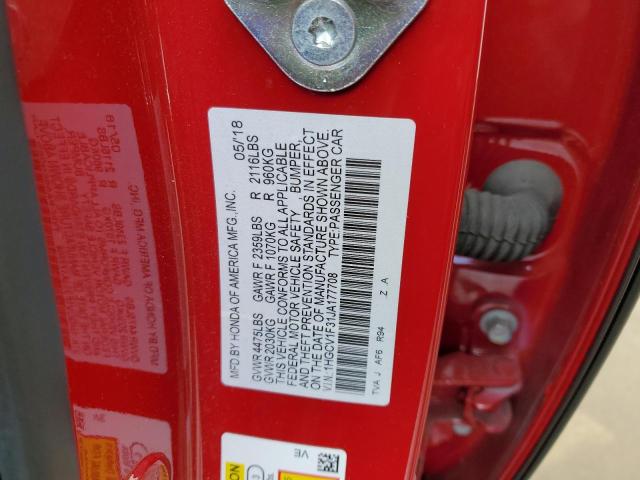 MFD BY HONDA OF AMERICA MFG.,INC. 05/18
GVWR 4475LBS GAWR F 2359LBS R 2116LBS
GVWR 2030KG GAWR F 1070KG R 960KG
THIS VEHICLE CONFORMS TO ALL APPLICABLE
FEDERAL MOTOR VEHICLE SAFETY BUMPER,
AND THEFT PREVENTION STANDARDS IN EFFECT
ON THE DATE OF MANUFACTURE SHOWN ABOVE.
V.I.N.:1HGCV1F31JA177708 TYPE:PASSENGER CAR
TVA J AF6 R94 Z A